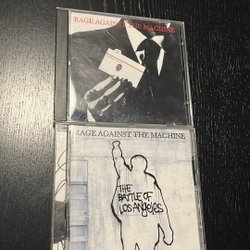 RAGE AGAINST THE MACHINE
RAGE AGAINST THE MACHINE
THE
BATTLE OF
LOS ANGELES